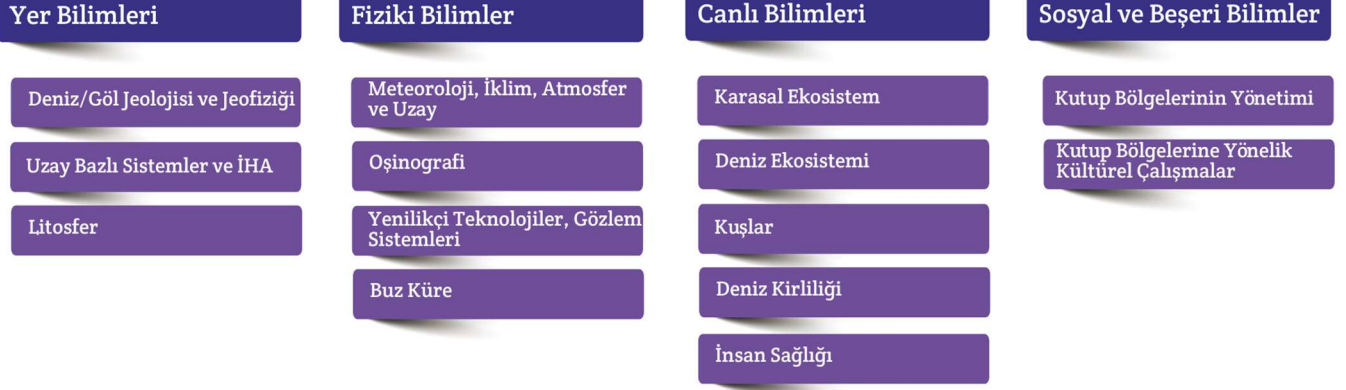 Yer Bilimleri
Deniz/Göl Jeolojisi ve Jeofiziği
Uzay Bazlı Sistemler ve İHA
Litosfer
Fiziki Bilimler
Meteoroloji, İklim, Atmosfer
ve Uzay
Oşinografi
Yenilikçi Teknolojiler, Gözlem
Sistemleri
Buz Küre
Canlı Bilimleri
Karasal Ekosistem
Deniz Ekosistemi
Kuşlar
Deniz Kirliliği
İnsan Sağlığı
Sosyal ve Beşeri Bilimler
Kutup Bölgelerinin Yönetimi
Kutup Bölgelerine Yönelik
Kültürel Çalışmalar